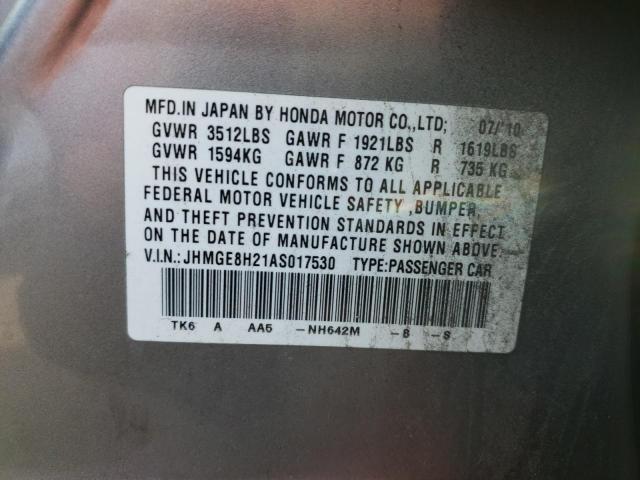 MFD.IN JAPAN BY HONDA MOTOR CO.,LTD; 07/'10
GVWR 3512LBS GAWR F 1921LBS R 1619LBS
GVWR 1594KG GAWR F 872 KG R 735 KG
THIS VEHICLE CONFORMS TO ALL APPLICABLE
FEDERAL MOTOR VEHICLE SAFETY ,BUMPER,
AND THEFT PREVENTION STANDARDS IN EFFECT
ON THE DATE OF MANUFACTURE SHOWN ABOVE.
V.I.N.:JHMGE8H21AS017530 TYPE:PASSENGER CAR
TK6 A AA5 -NH642M -B -S